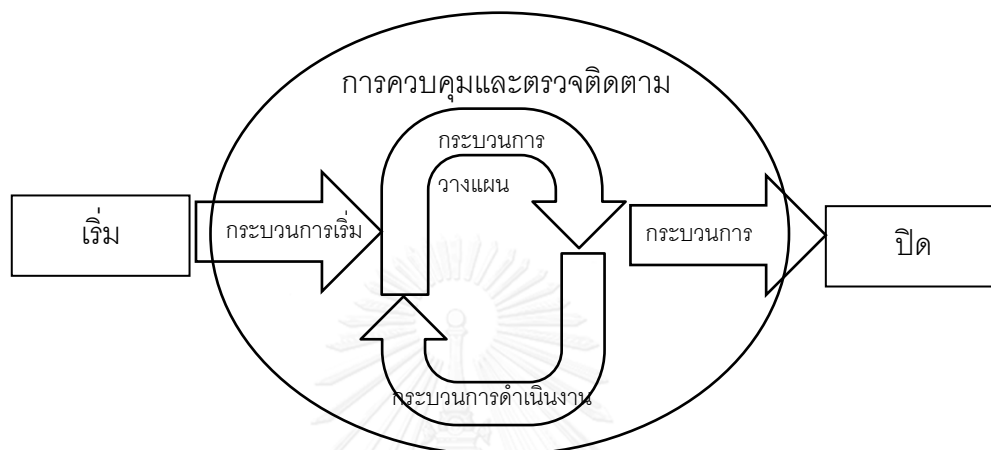 การควบคุมและตรวจติดตาม
กระบวนการ
วางแผน
เริ่ม
กระบวนการเริ่ม
กระบวนการ
ปิด
กระบวนการดำเนินงาน